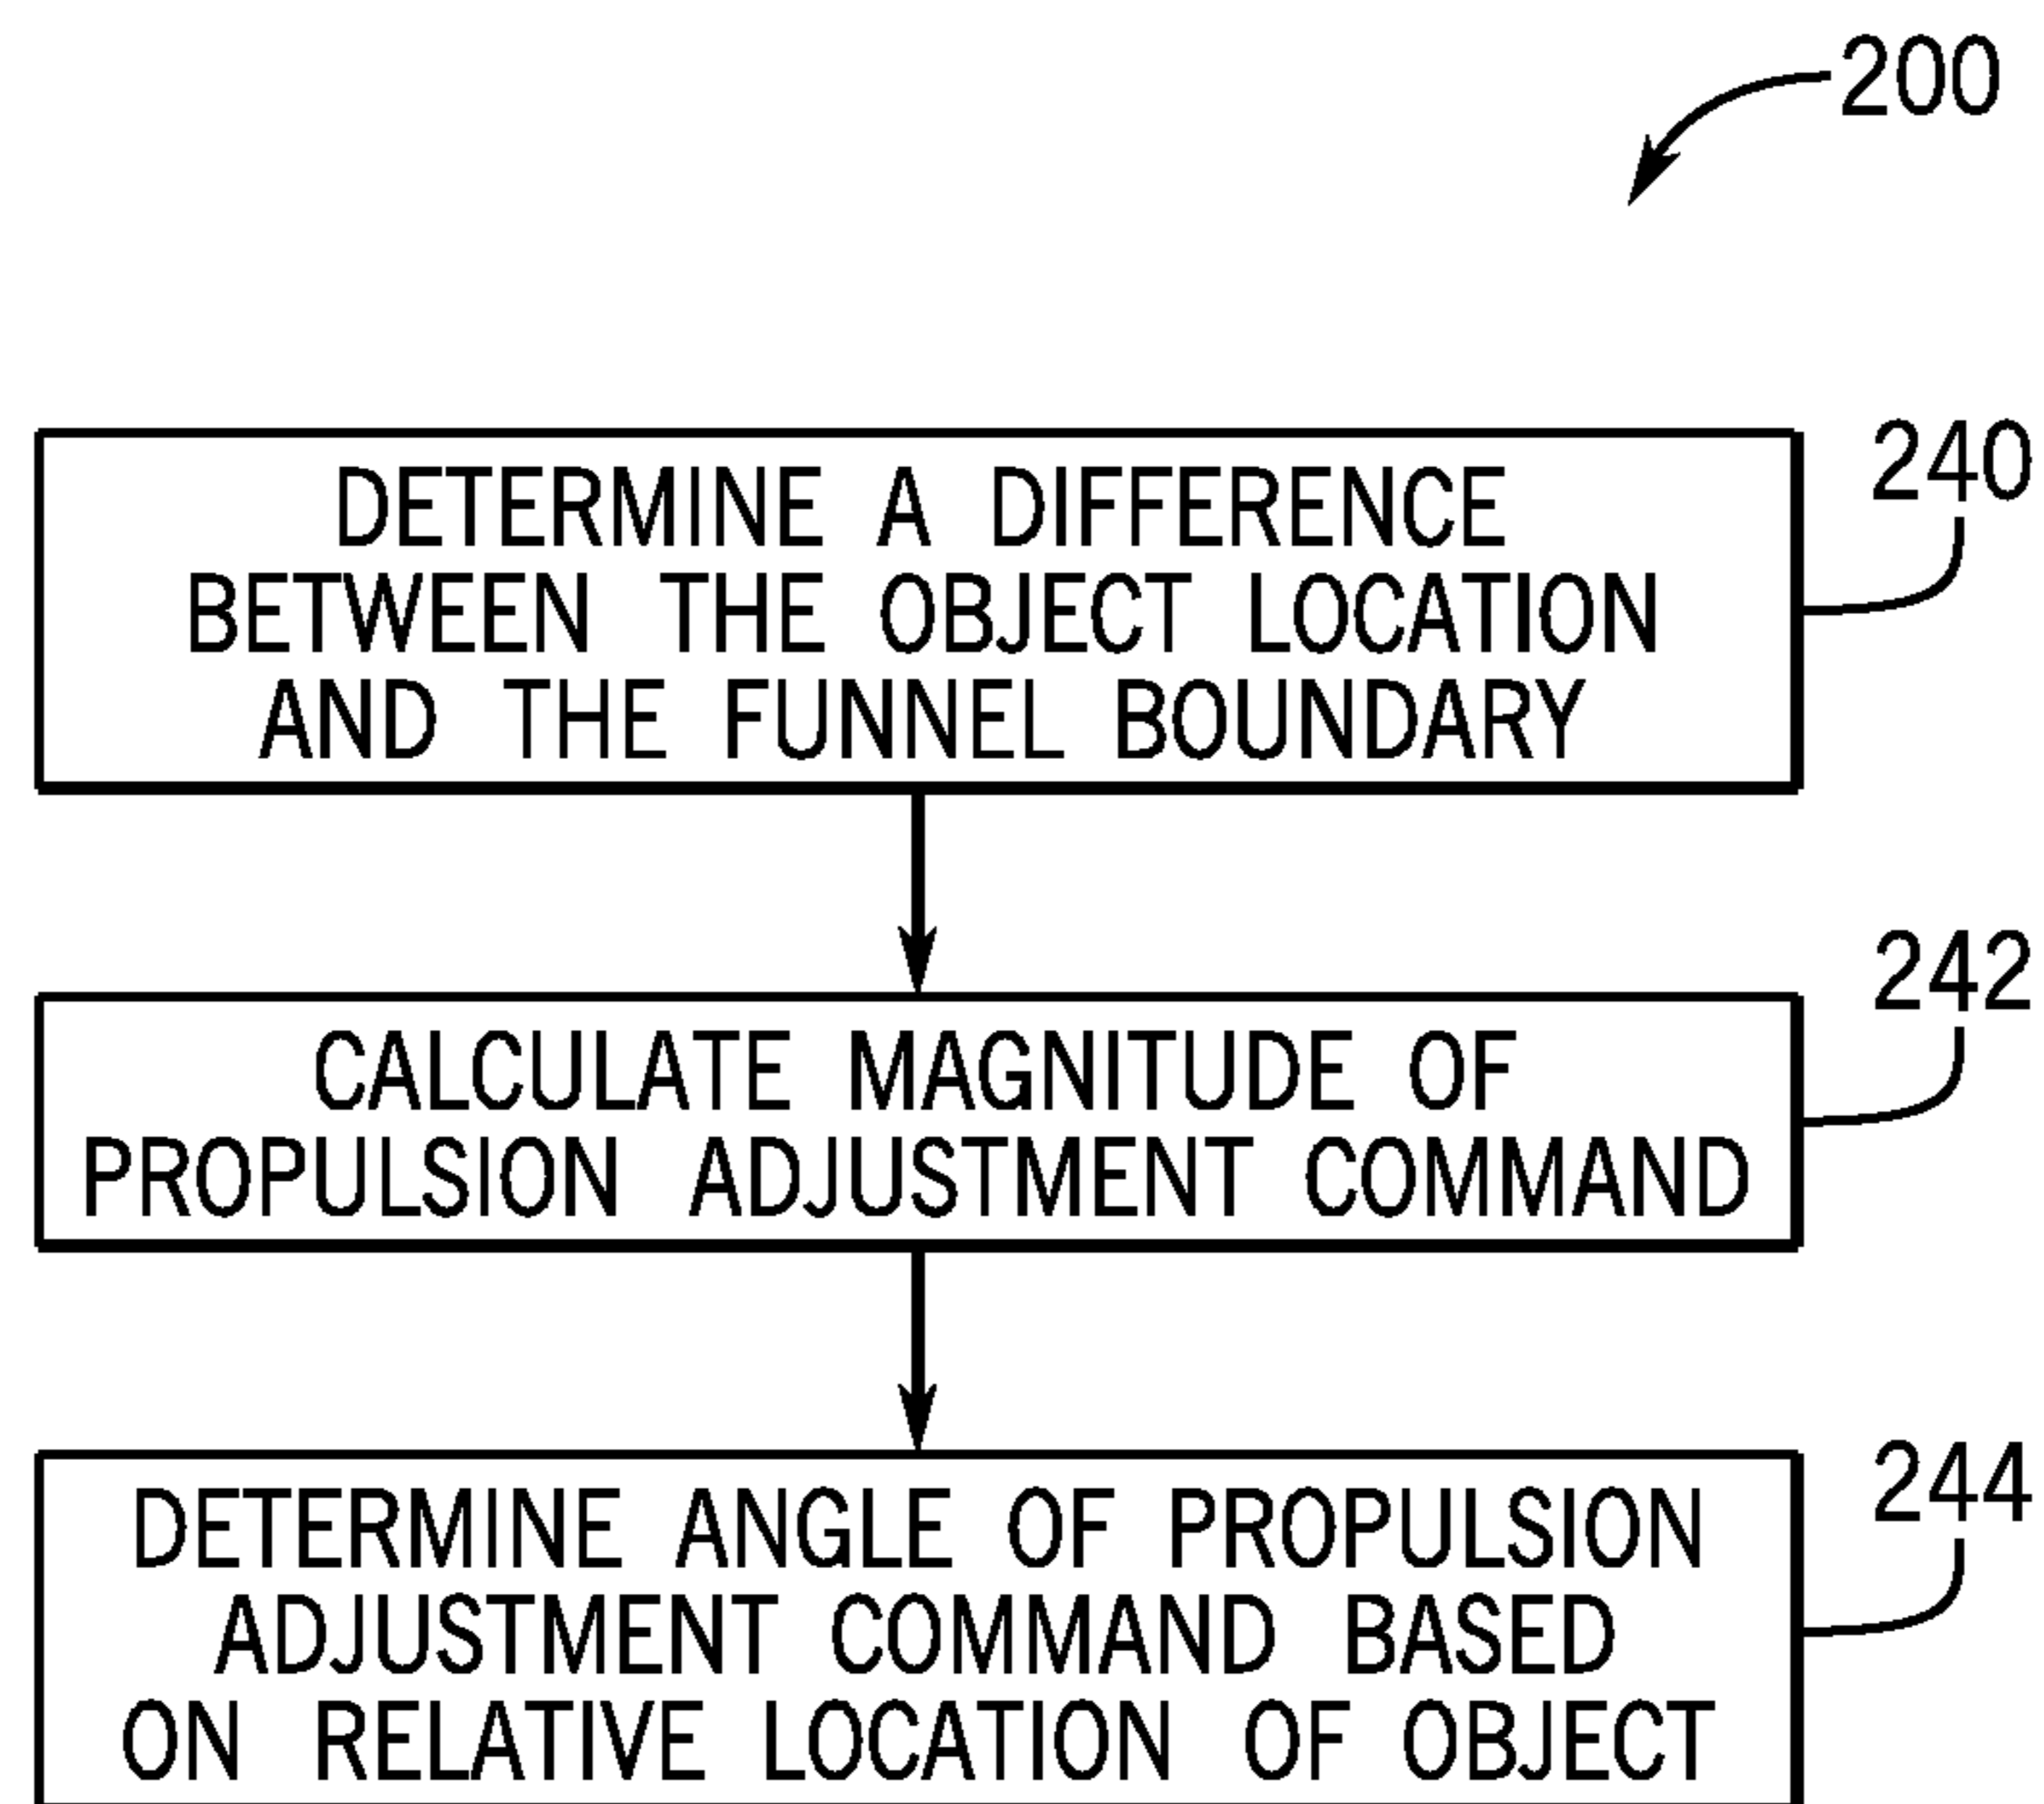 200
240
DETERMINE A DIFFERENCE
BETWEEN THE OBJECT LOCATION
AND THE FUNNEL BOUNDARY
242
CALCULATE MAGNITUDE OF
PROPULSION ADJUSTMENT COMMAND
244
DETERMINE ANGLE OF PROPULSION
ADJUSTMENT COMMAND BASED
ON RELATIVE LOCATION OF OBJECT